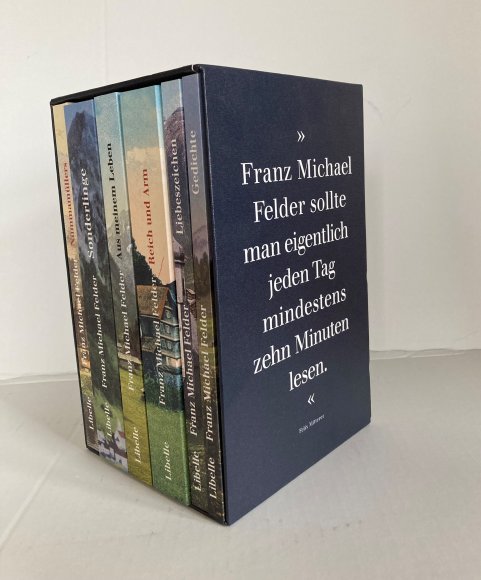 Franz Michael Felder Nümmamüllers
Libelle
Franz Michael Felder Sonderlinge
Libelle
Franz Michael Felder Aus meinem Leben
Libelle
Franz Michael Felder Reich und Arm
Libelle
Franz Michael Felder Liebeszeichen
Libelle
Franz Michael Felder Gedichte
Libelle
»
Franz Michael
Felder sollte
man eigentlich
jeden Tag
mindestens
zehn Minuten
lesen.
«